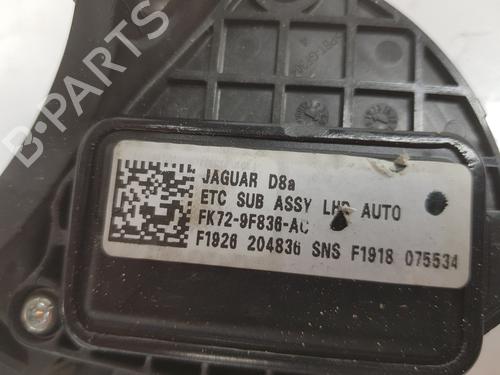 B-PARTS
JAGUAR D8a
ETC SUB ASSY LHD AUTO
FK72-9F836-AC
F1926 204836 SNS F1918 075534